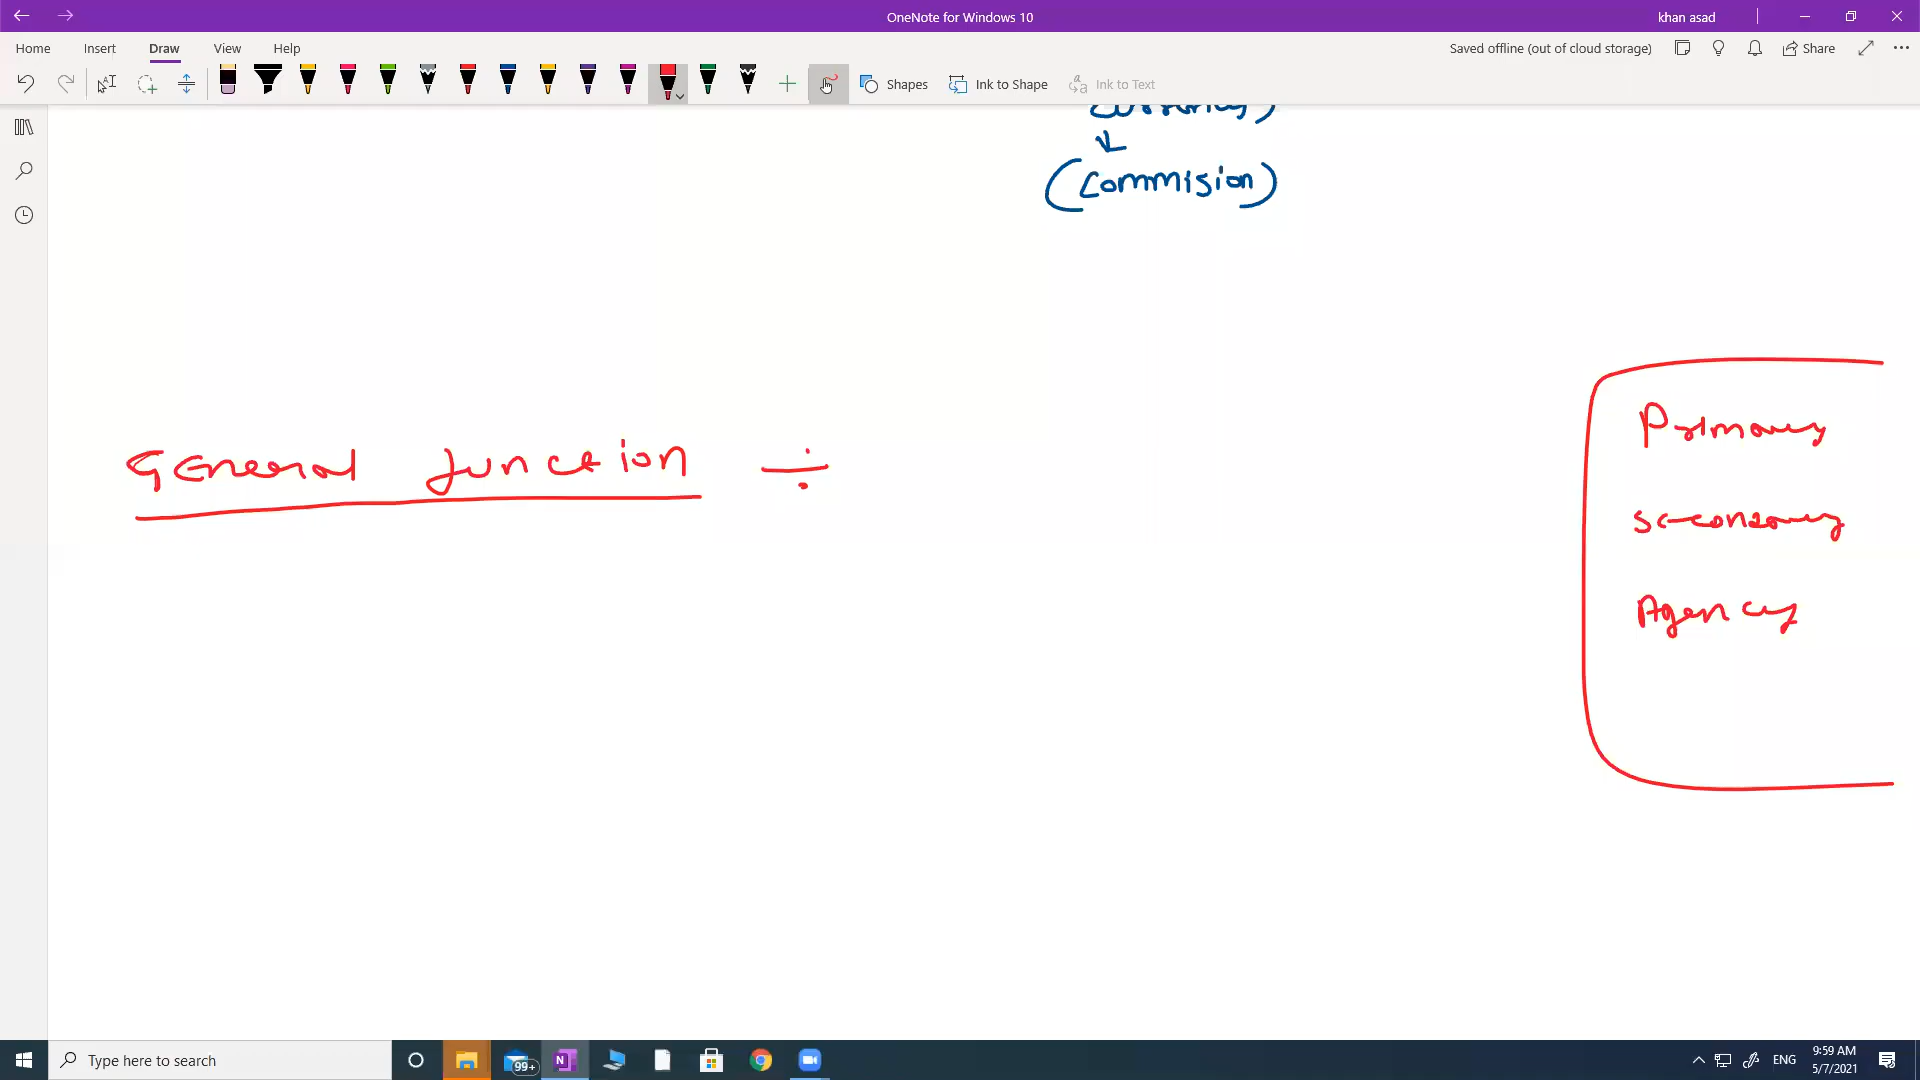 OneNote for Windows 10
khan asad
Home Insert Draw View Help
Saved offline (out of cloud storage)
Share
Shapes
Ink to Shape
Ink to Text
(Commision)
General function ÷
Primary
Secondary
Agency
Type here to search
99+
ENG
9:59 AM
5/7/2021